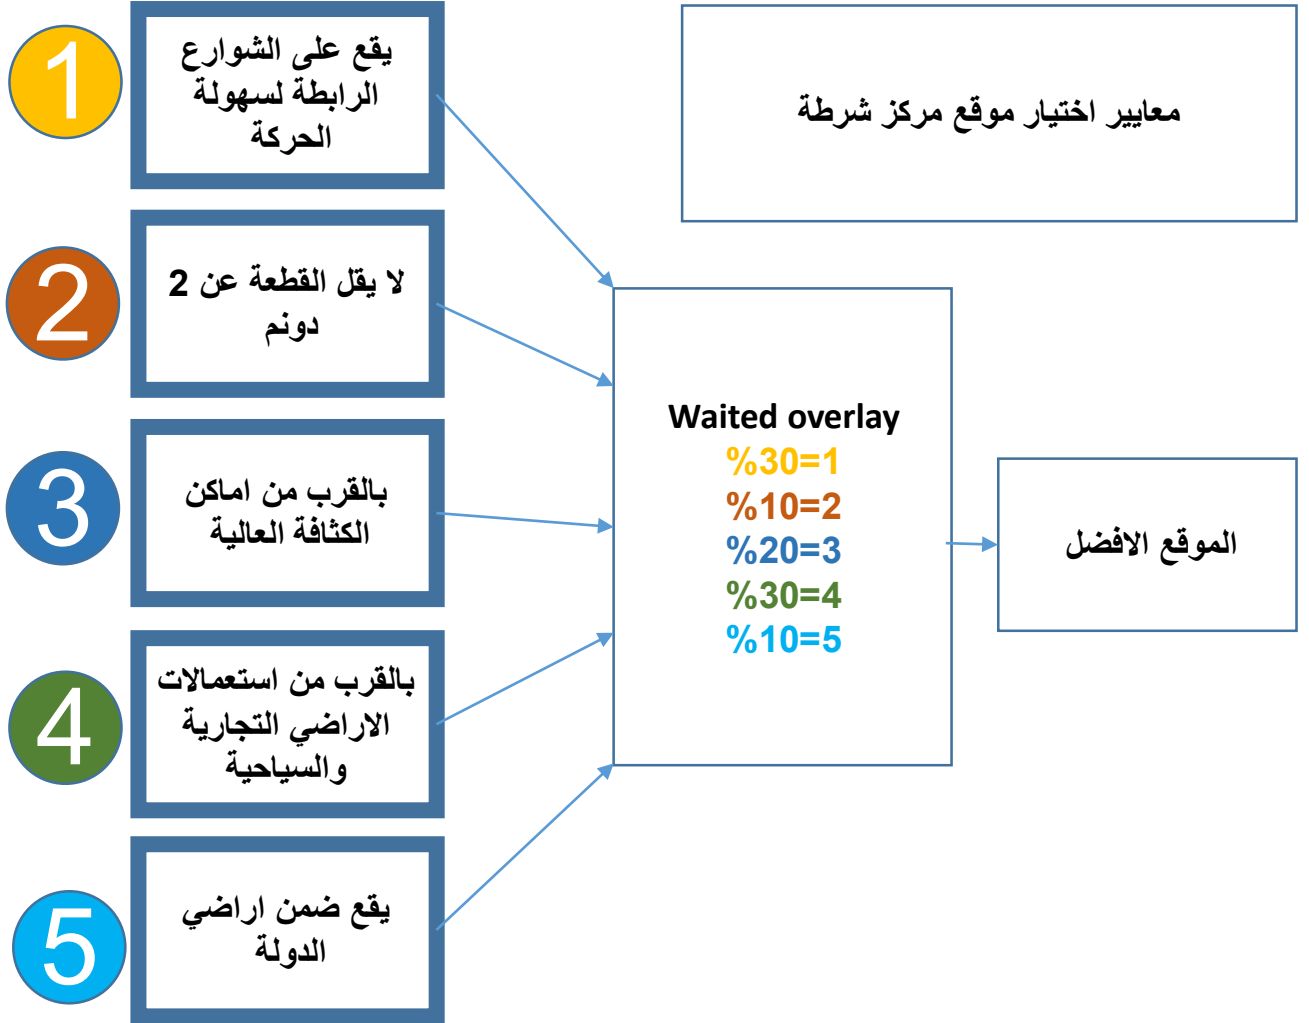 معايير اختيار موقع مركز شرطة
1
يقع على الشوارع
الرابطة لسهولة
الحركة
2
لا يقل القطعة عن 2
دونم
3
بالقرب من اماكن
الكثافة العالية
4
بالقرب من استعمالات
الاراضي التجارية
والسياحية
5
يقع ضمن اراضي
الدولة
Waited overlay
%30=1
%10=2
%20=3
%30=4
%10=5
الموقع الافضل